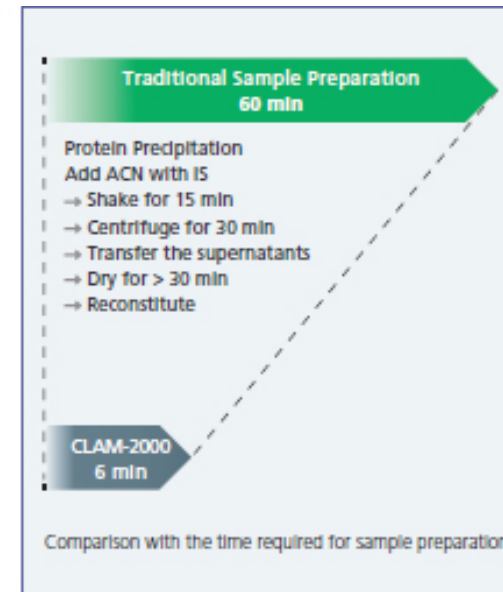 Traditional Sample Preparation
60 min
Protein Precipitation
Add ACN with IS
→ Shake for 15 min
→ Centrifuge for 30 min
→ Transfer the supernatants
→ Dry for > 30 min
→ Reconstitute
CLAM-2000
6 min
Comparison with the time required for sample preparation